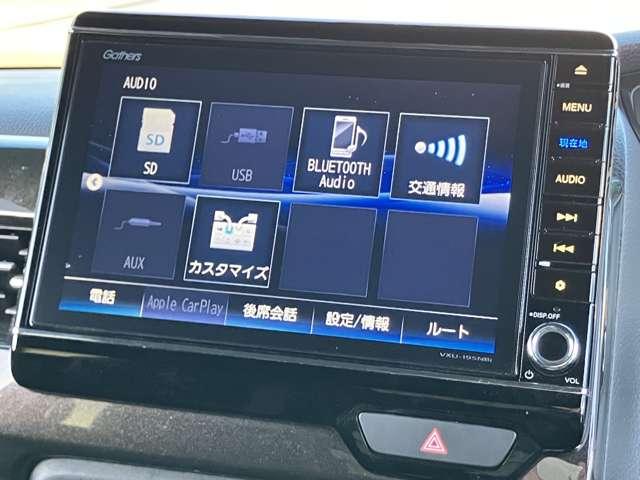 Gathers
AUDIO
SD
SD
USB
BLUETOOTH
Audio
交通情報
AUX
カスタマイズ
電話
Apple CarPlay
後席会話
設定/情報
ルート
MENU
現在地
AUDIO
DISP.OFF
VOL